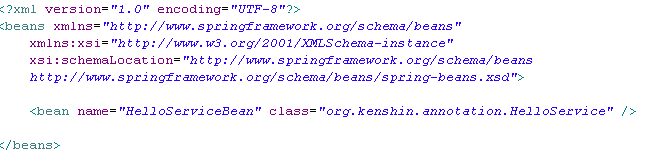 <?xml version="1.0" encoding="UTF-8"?>
<beans xmlns="http://www.springframework.org/schema/beans"
xmlns:xsi="http://www.w3.org/2001/XMLSchema-instance"
xsi:schemaLocation="http://www.springframework.org/schema/beans
http://www.springframework.org/schema/beans/spring-beans.xsd">
<bean name="HelloServiceBean" class="org.kenshin.annotation.HelloService" />
</beans>